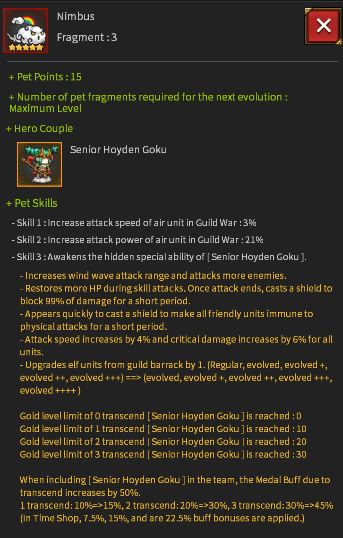 Nimbus
Fragment : 3
+ Pet Points : 15
+ Number of pet fragments required for the next evolution :
Maximum Level
+ Hero Couple
Senior Hoyden Goku
+ Pet Skills
- Skill 1 : Increase attack speed of air unit in Guild War : 3%
- Skill 2 : Increase attack power of air unit in Guild War : 21%
- Skill 3 : Awakens the hidden special ability of [ Senior Hoyden Goku ].
- Increases wind wave attack range and attacks more enemies.
- Restores more HP during skill attacks. Once attack ends, casts a shield to
block 99% of damage for a short period.
- Appears quickly to cast a shield to make all friendly units immune to
physical attacks for a short period.
- Attack speed increases by 4% and critical damage increases by 6% for all
units.
- Upgrades elf units from guild barrack by 1. (Regular, evolved, evolved +,
evolved ++, evolved +++) ==> (evolved, evolved +, evolved ++, evolved +++,
evolved ++++ )
Gold level limit of 0 transcend [ Senior Hoyden Goku ] is reached : 0
Gold level limit of 1 transcend [ Senior Hoyden Goku ] is reached : 10
Gold level limit of 2 transcend [ Senior Hoyden Goku ] is reached : 20
Gold level limit of 3 transcend [ Senior Hoyden Goku ] is reached : 30
When including [ Senior Hoyden Goku ] in the team, the Medal Buff due to
transcend increases by 50%.
1 transcend: 10%=>15%, 2 transcend: 20%=>30%, 3 transcend: 30%=>45%
(In Time Shop, 7.5%, 15%, and are 22.5% buff bonuses are applied.)